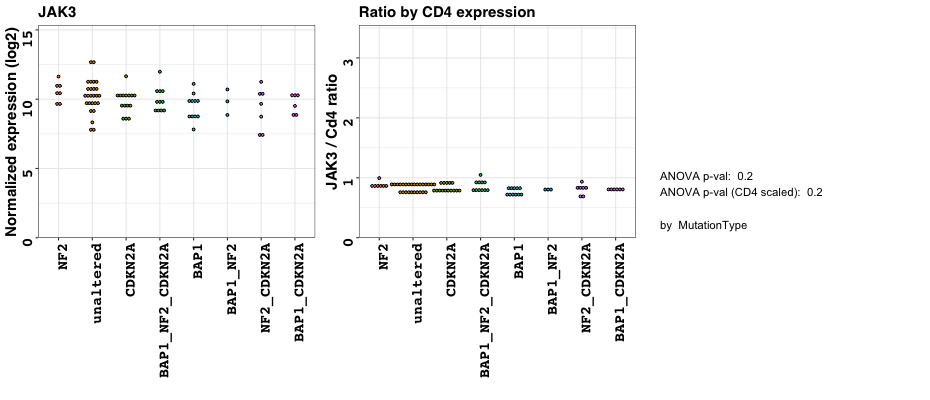 JAK3
Normalized expression (log2)
15
10
5
0
NF2
unaltered
CDKN2A
BAP1_NF2_CDKN2A
BAP1
BAP1_NF2
NF2_CDKN2A
BAP1_CDKN2A
Ratio by CD4 expression
JAK3 / Cd4 ratio
3
2
1
0
NF2
unaltered
CDKN2A
BAP1_NF2_CDKN2A
BAP1
BAP1_NF2
NF2_CDKN2A
BAP1_CDKN2A
ANOVA p-val: 0.2
ANOVA p-val (CD4 scaled): 0.2
by MutationType